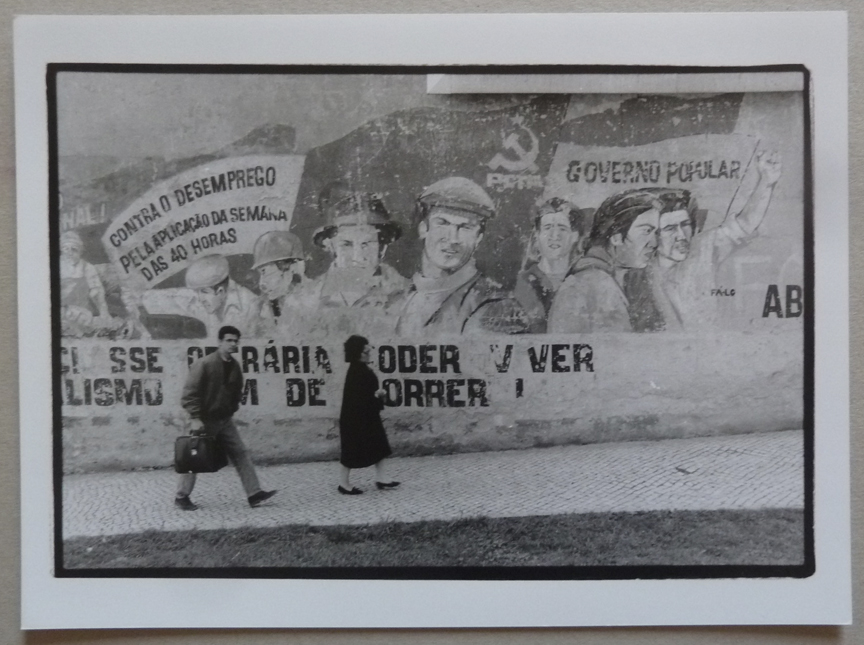 CONTRA O DESEMPREGO
PELA APLICAÇÃO DA SEMANA
DAS 40 HORAS
GOVERNO POPULAR
AB
SSE RÁRIA ODER V VER
LISMO M DE ORRER !